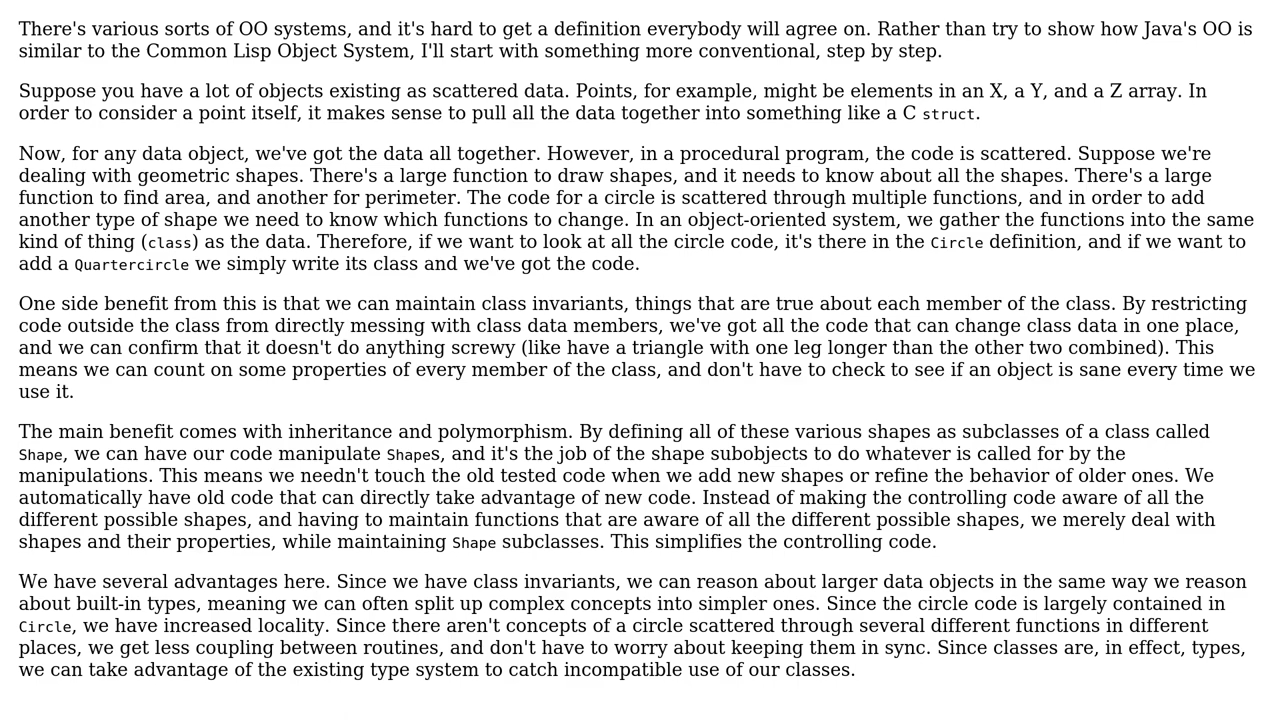 There's various sorts of OO systems, and it's hard to get a definition everybody will agree on. Rather than try to show how Java's OO is
similar to the Common Lisp Object System, I'll start with something more conventional, step by step.
Suppose you have a lot of objects existing as scattered data. Points, for example, might be elements in an X, a Y, and a Z array. In
order to consider a point itself, it makes sense to pull all the data together into something like a C struct.
Now, for any data object, we've got the data all together. However, in a procedural program, the code is scattered. Suppose we're
dealing with geometric shapes. There's a large function to draw shapes, and it needs to know about all the shapes. There's a large
function to find area, and another for perimeter. The code for a circle is scattered through multiple functions, and in order to add
another type of shape we need to know which functions to change. In an object-oriented system, we gather the functions into the same
kind of thing (class) as the data. Therefore, if we want to look at all the circle code, it's there in the Circle definition, and if we want to
add a Quartercircle we simply write its class and we've got the code.
One side benefit from this is that we can maintain class invariants, things that are true about each member of the class. By restricting
code outside the class from directly messing with class data members, we've got all the code that can change class data in one place,
and we can confirm that it doesn't do anything screwy (like have a triangle with one leg longer than the other two combined). This
means we can count on some properties of every member of the class, and don't have to check to see if an object is sane every time we
use it.
The main benefit comes with inheritance and polymorphism. By defining all of these various shapes as subclasses of a class called
Shape, we can have our code manipulate Shapes, and it's the job of the shape subobjects to do whatever is called for by the
manipulations. This means we needn't touch the old tested code when we add new shapes or refine the behavior of older ones. We
automatically have old code that can directly take advantage of new code. Instead of making the controlling code aware of all the
different possible shapes, and having to maintain functions that are aware of all the different possible shapes, we merely deal with
shapes and their properties, while maintaining Shape subclasses. This simplifies the controlling code.
We have several advantages here. Since we have class invariants, we can reason about larger data objects in the same way we reason
about built-in types, meaning we can often split up complex concepts into simpler ones. Since the circle code is largely contained in
Circle, we have increased locality. Since there aren't concepts of a circle scattered through several different functions in different
places, we get less coupling between routines, and don't have to worry about keeping them in sync. Since classes are, in effect, types,
we can take advantage of the existing type system to catch incompatible use of our classes.